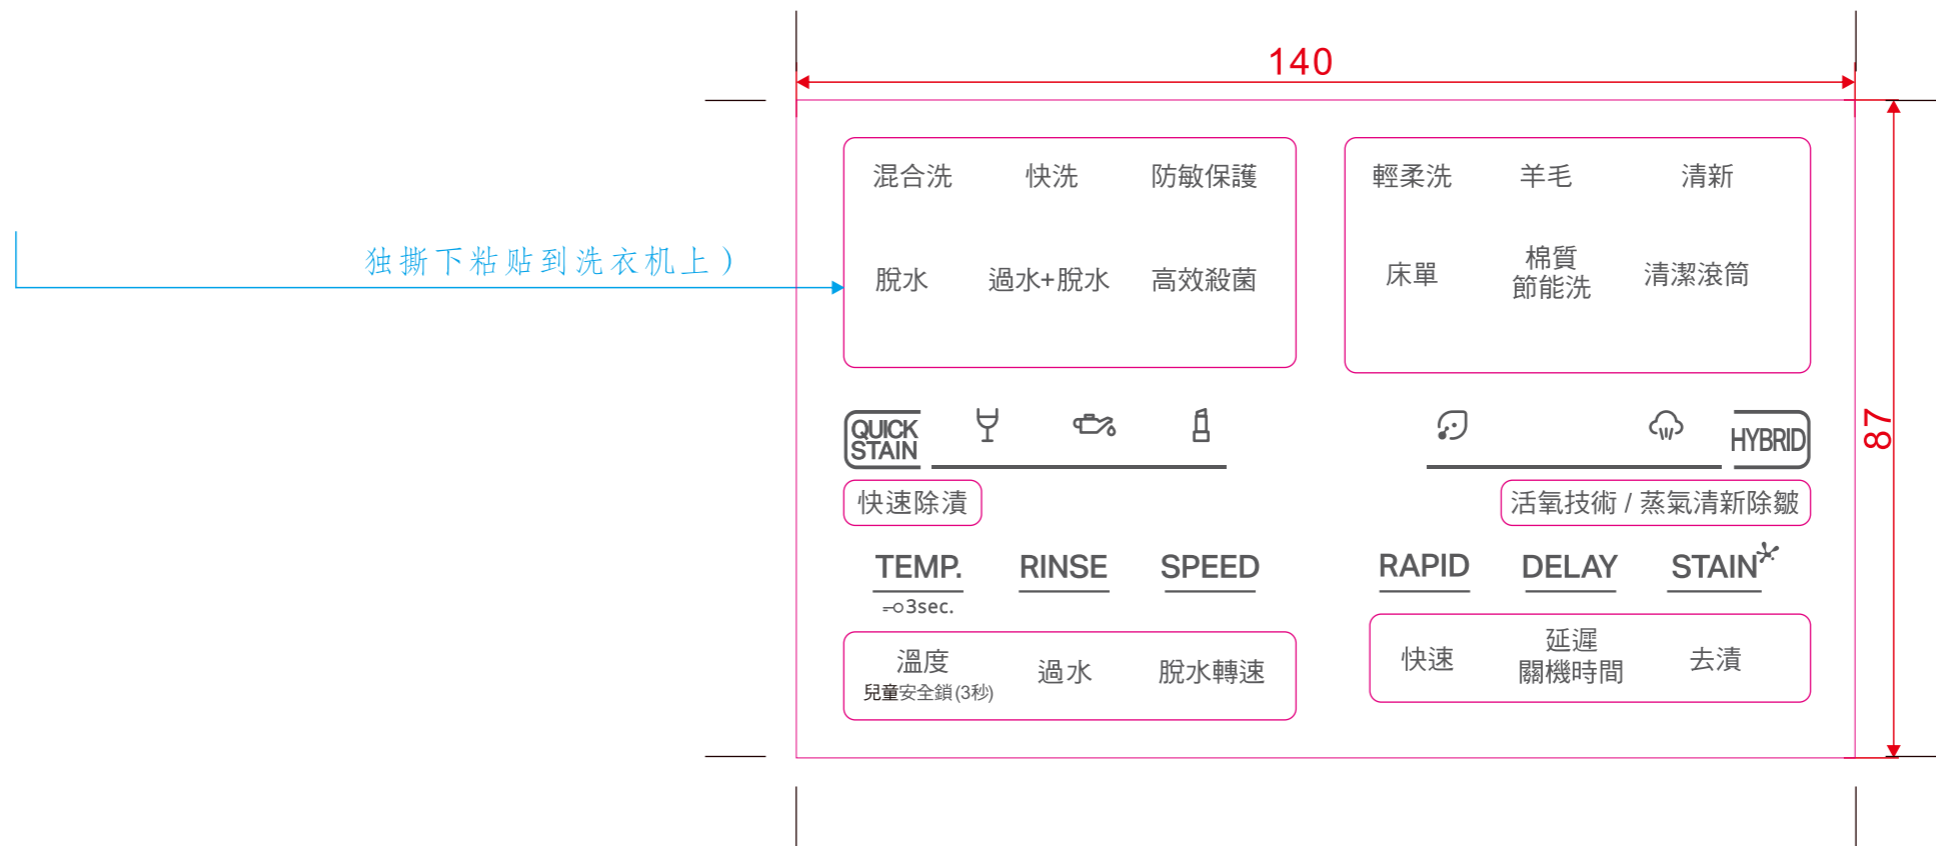 140
87
独撕下粘贴到洗衣机上）
混合洗 快洗 防敏保護
脫水 過水+脫水 高效殺菌
輕柔洗 羊毛 清新
床單 棉質 清潔滾筒
節能洗
QUICK
STAIN
HYBRID
快速除漬
活氧技術 / 蒸氣清新除皺
TEMP. RINSE SPEED
3sec.
RAPID DELAY STAIN
溫度 過水 脫水轉速
兒童安全鎖(3秒)
快速 延遲 去漬
關機時間